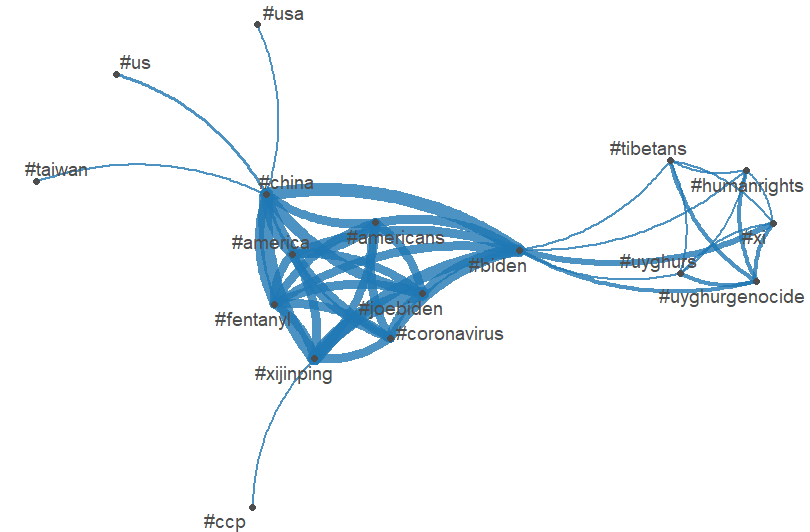 #usa
#us
#tibetans
#taiwan
#china
#humanrights
#america
#americans
#xi
#biden
#uyghurs
#uyghurgenocide
#joebiden
#fentanyl
#coronavirus
#xijinping
#ccp